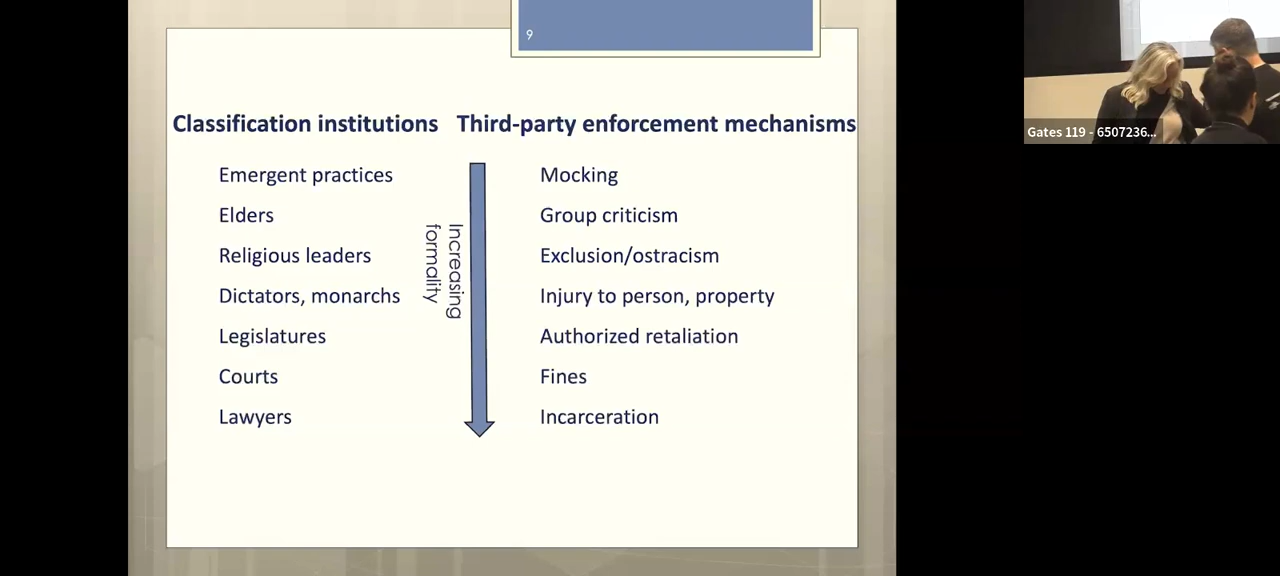 9
Classification institutions
Third-party enforcement mechanisms
Emergent practices
Elders
Religious leaders
Dictators, monarchs
Legislatures
Courts
Lawyers
Increasing
formality
Mocking
Group criticism
Exclusion/ostracism
Injury to person, property
Authorized retaliation
Fines
Incarceration
Gates 119 - 6507236...